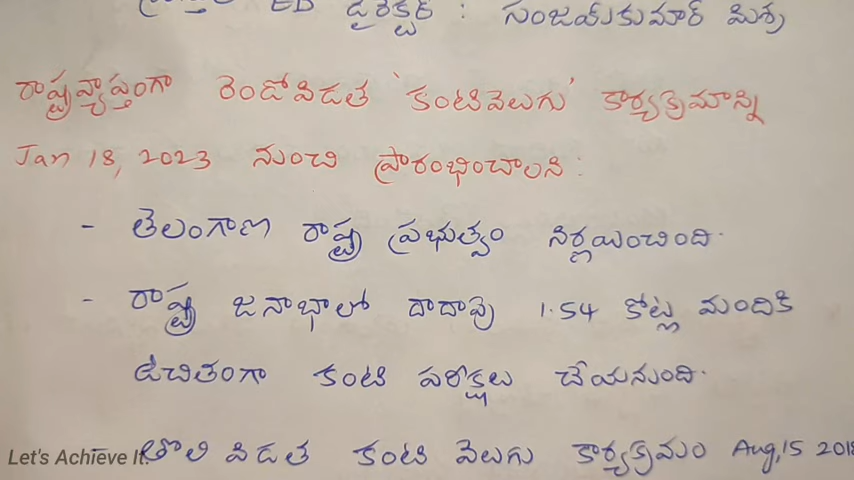 ED డైరెక్టర్ : సంజయ్‌కుమార్ మిశ్ర
రాష్ట్రవ్యాప్తంగా రెండోవిడత 'కంటివెలుగు' కార్యక్రమాన్ని
Jan 18, 2023 నుంచి ప్రారంభించాలని :
- తెలంగాణ రాష్ట్ర ప్రభుత్వం నిర్ణయించింది.
- రాష్ట్ర జనాభాలో దాదాపు 1.54 కోట్ల మందికి
ఉచితంగా కంటి పరీక్షలు చేయనుంది.
- తొలి విడత కంటి వెలుగు కార్యక్రమం Aug,15 2018
Let's Achieve It.